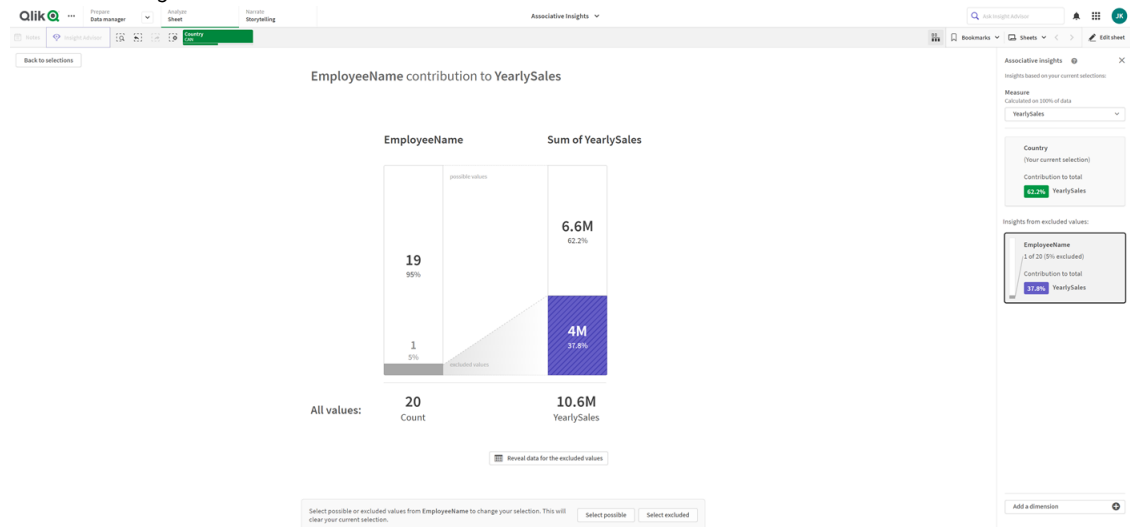 Qlik
Prepare
Data manager
Analyze
Sheet
Narrate
Storytelling
Associative Insights
Ask Insight Advisor
JK
Notes
Insight Advisor
Country
CAN
Bookmarks
Sheets
Edit sheet
Back to selections
EmployeeName contribution to YearlySales
EmployeeName
Sum of YearlySales
possible values
6.6M
62.2%
19
95%
4M
37.8%
1
5%
excluded values
All values:
20
Count
10.6M
YearlySales
Reveal data for the excluded values
Select possible or excluded values from EmployeeName to change your selection. This will
clear your current selection.
Select possible
Select excluded
Associative insights
Insights based on your current selections:
Measure
Calculated on 100% of data
YearlySales
Country
(Your current selection)
Contribution to total
62.2% YearlySales
Insights from excluded values:
EmployeeName
1 of 20 (5% excluded)
Contribution to total
37.8% YearlySales
Add a dimension